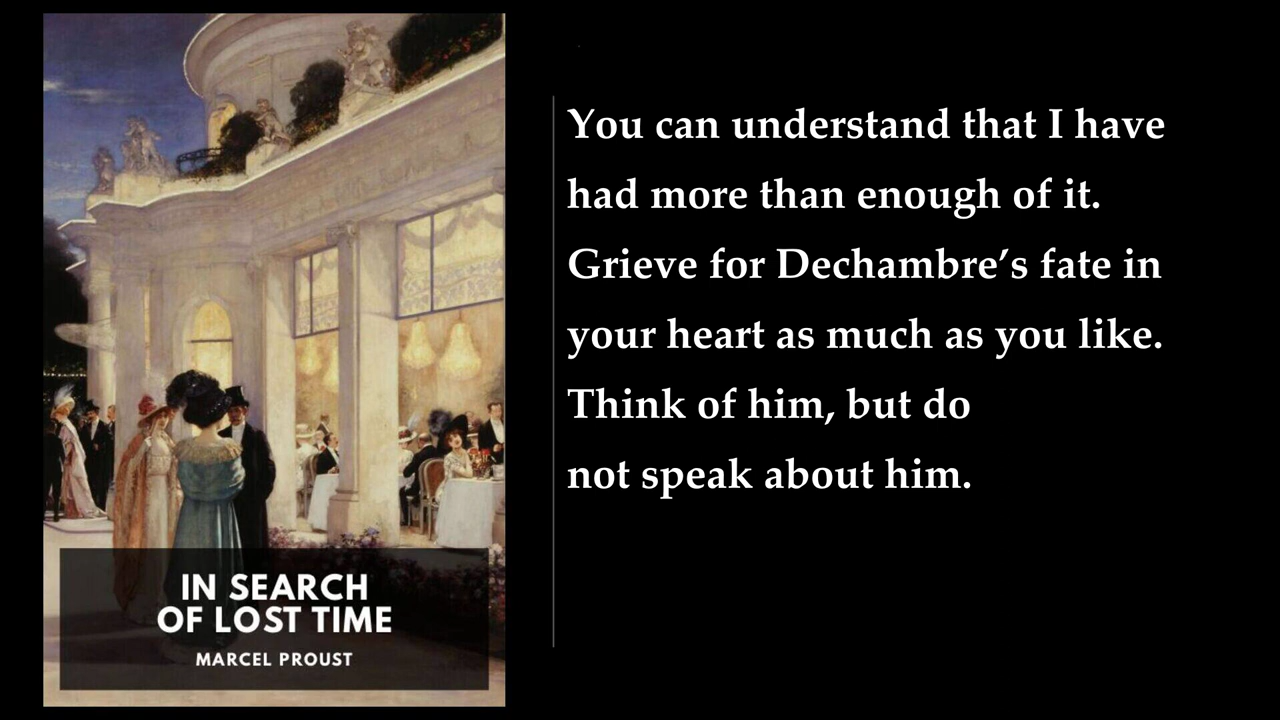 You can understand that I have
had more than enough of it.
Grieve for Dechambre’s fate in
your heart as much as you like.
Think of him, but do
not speak about him.
IN SEARCH
OF LOST TIME
MARCEL PROUST